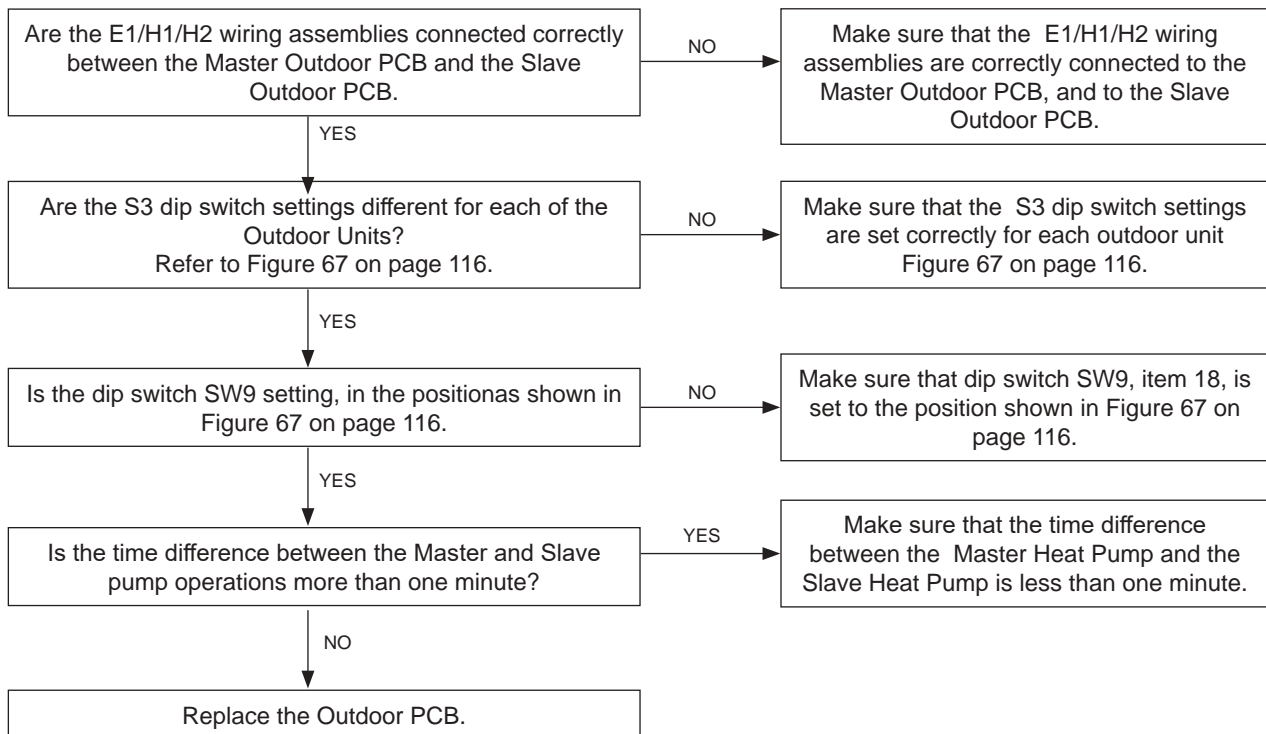 Are the E1/H1/H2 wiring assemblies connected correctly
between the Master Outdoor PCB and the Slave
Outdoor PCB.
NO
Make sure that the E1/H1/H2 wiring
assemblies are correctly connected to the
Master Outdoor PCB, and to the Slave
Outdoor PCB.
YES
Are the S3 dip switch settings different for each of the
Outdoor Units?
Refer to Figure 67 on page 116.
NO
Make sure that the S3 dip switch settings
are set correctly for each outdoor unit
Figure 67 on page 116.
YES
Is the dip switch SW9 setting, in the positionas shown in
Figure 67 on page 116.
NO
Make sure that dip switch SW9, item 18, is
set to the position shown in Figure 67 on
page 116.
YES
Is the time difference between the Master and Slave
pump operations more than one minute?
YES
Make sure that the time difference
between the Master Heat Pump and the
Slave Heat Pump is less than one minute.
NO
Replace the Outdoor PCB.